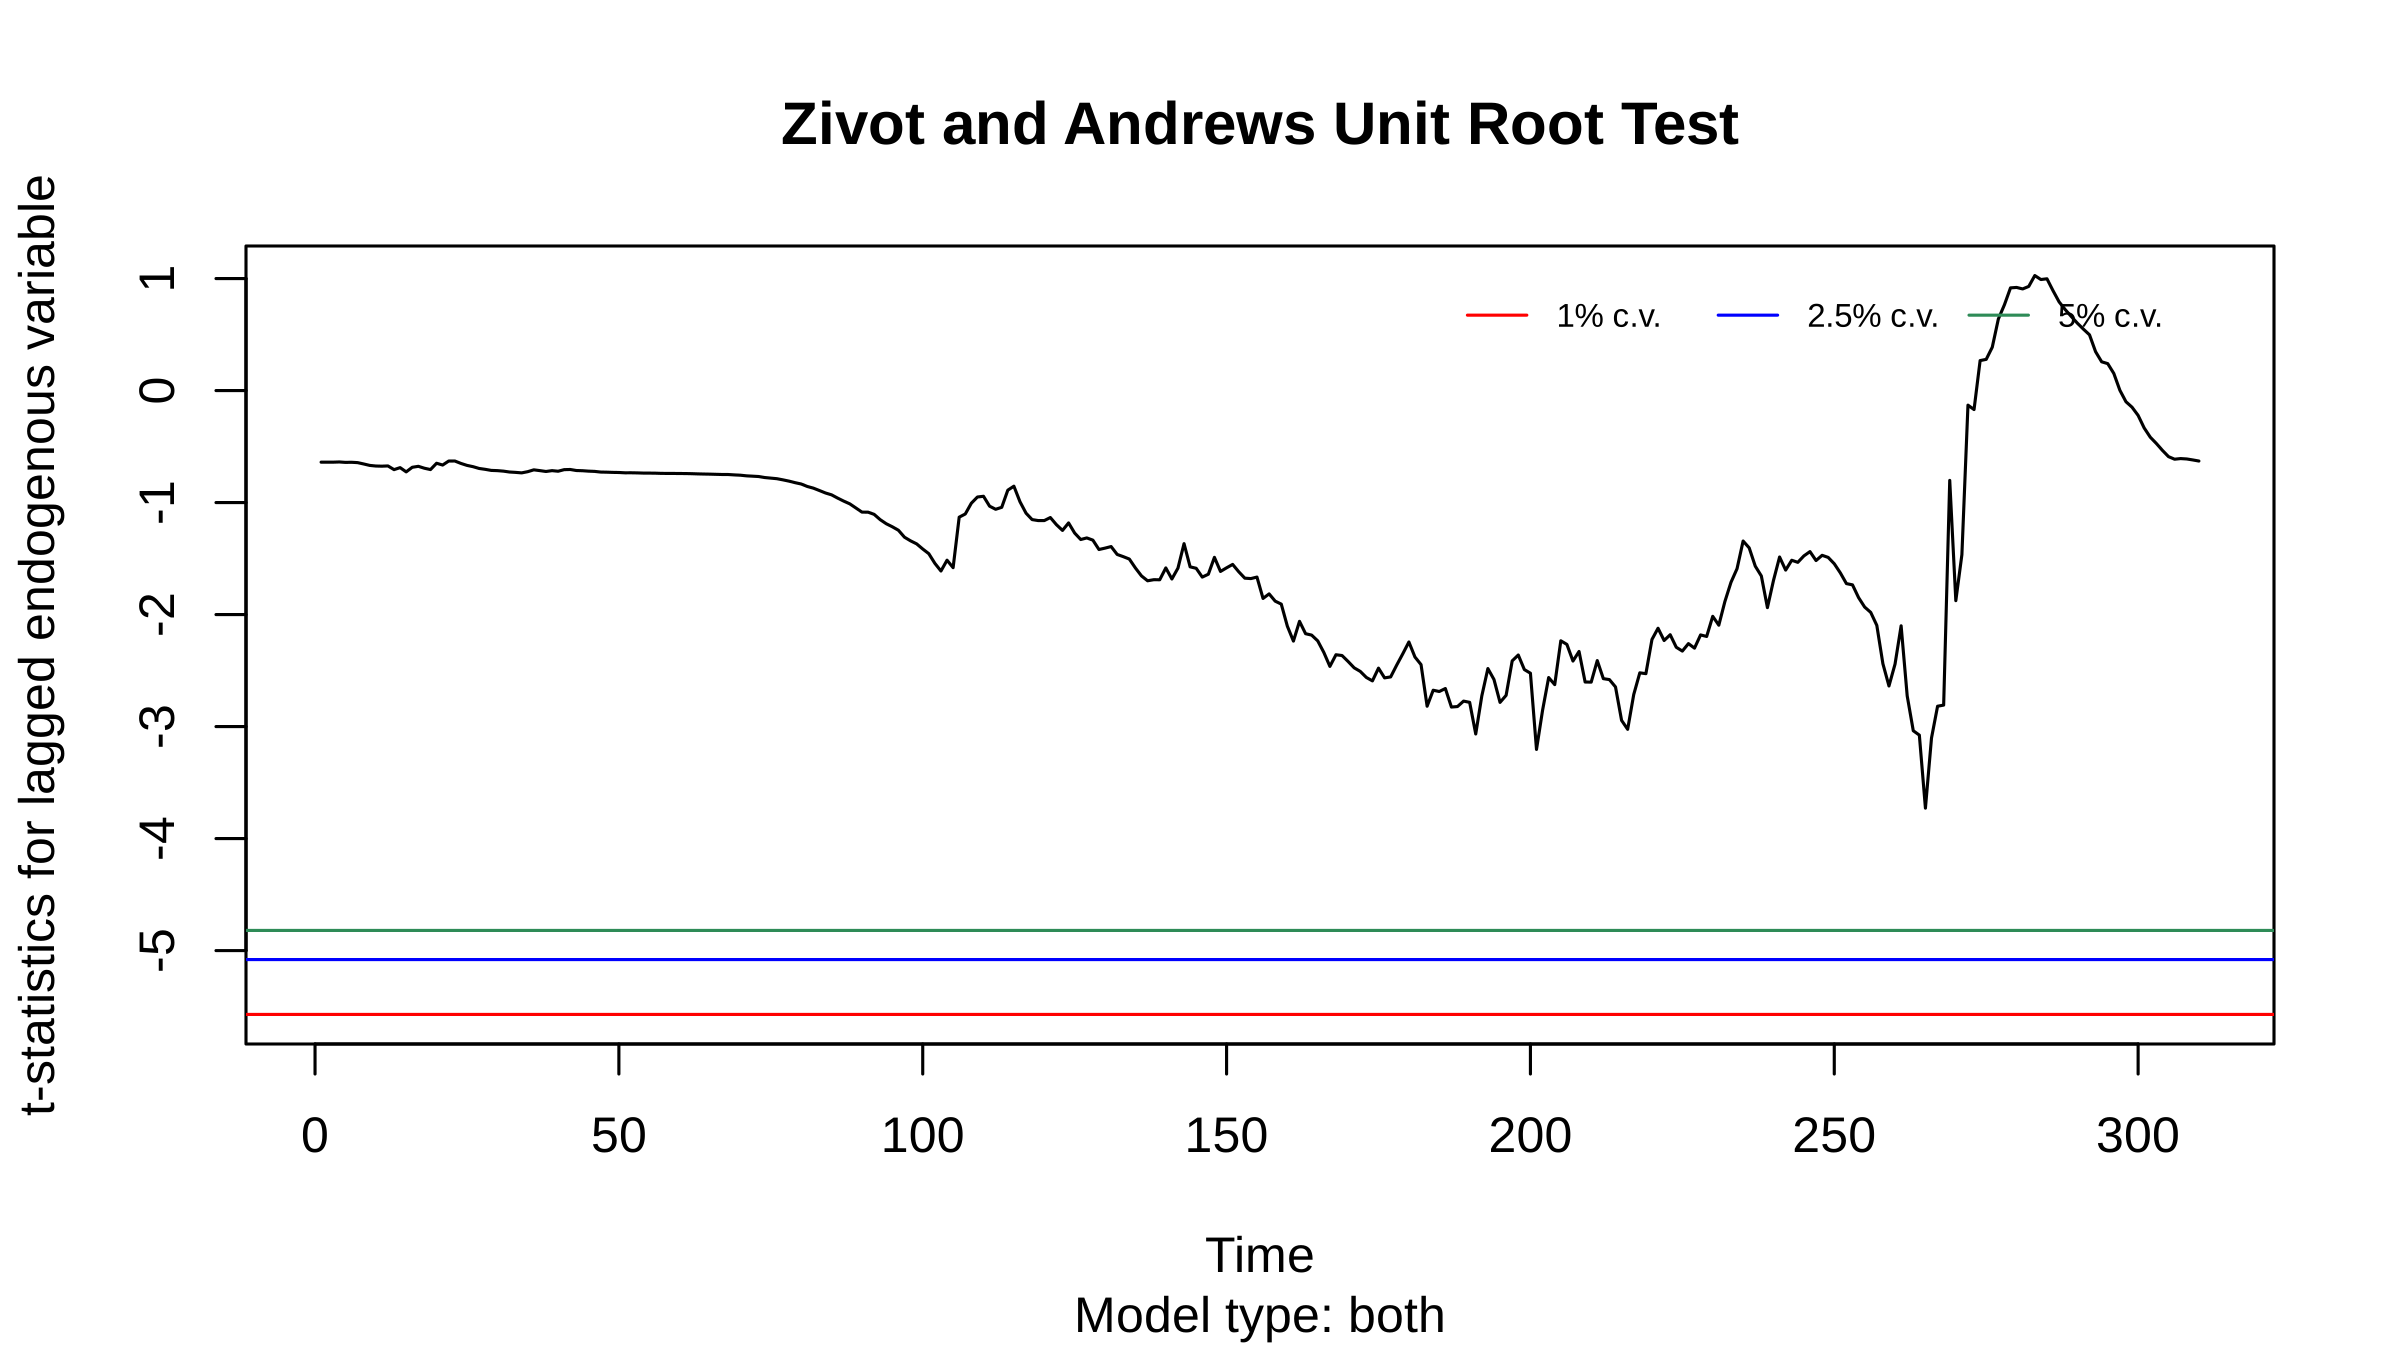 Zivot and Andrews Unit Root Test
t-statistics for lagged endogenous variable
1
0
-1
-2
-3
-4
-5
1% c.v. 2.5% c.v. 5% c.v.
0 50 100 150 200 250 300
Time
Model type: both